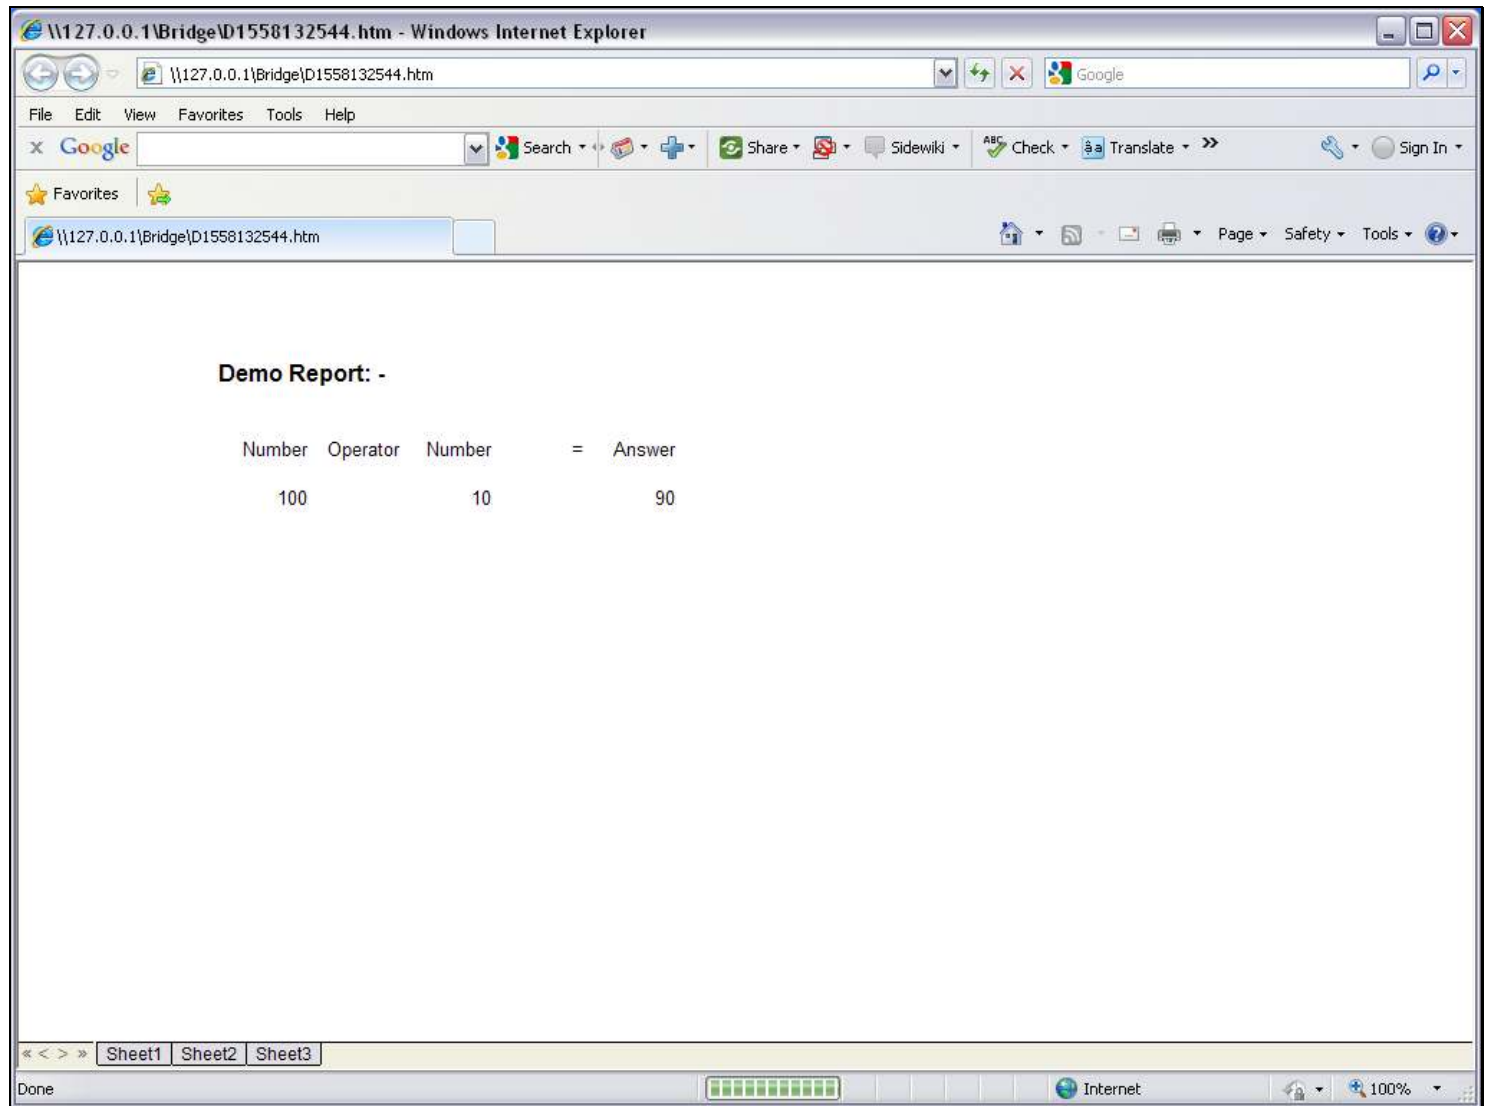 \\127.0.0.1\Bridge\D1558132544.htm - Windows Internet Explorer
\\127.0.0.1\Bridge\D1558132544.htm Google
File Edit View Favorites Tools Help
x Google Search Share Sidewiki ABC Check âa Translate » Sign In
Favorites
\\127.0.0.1\Bridge\D1558132544.htm Page Safety Tools
Demo Report: -
Number Operator Number = Answer
100 10 90
« < > » Sheet1 Sheet2 Sheet3
Done Internet 100%